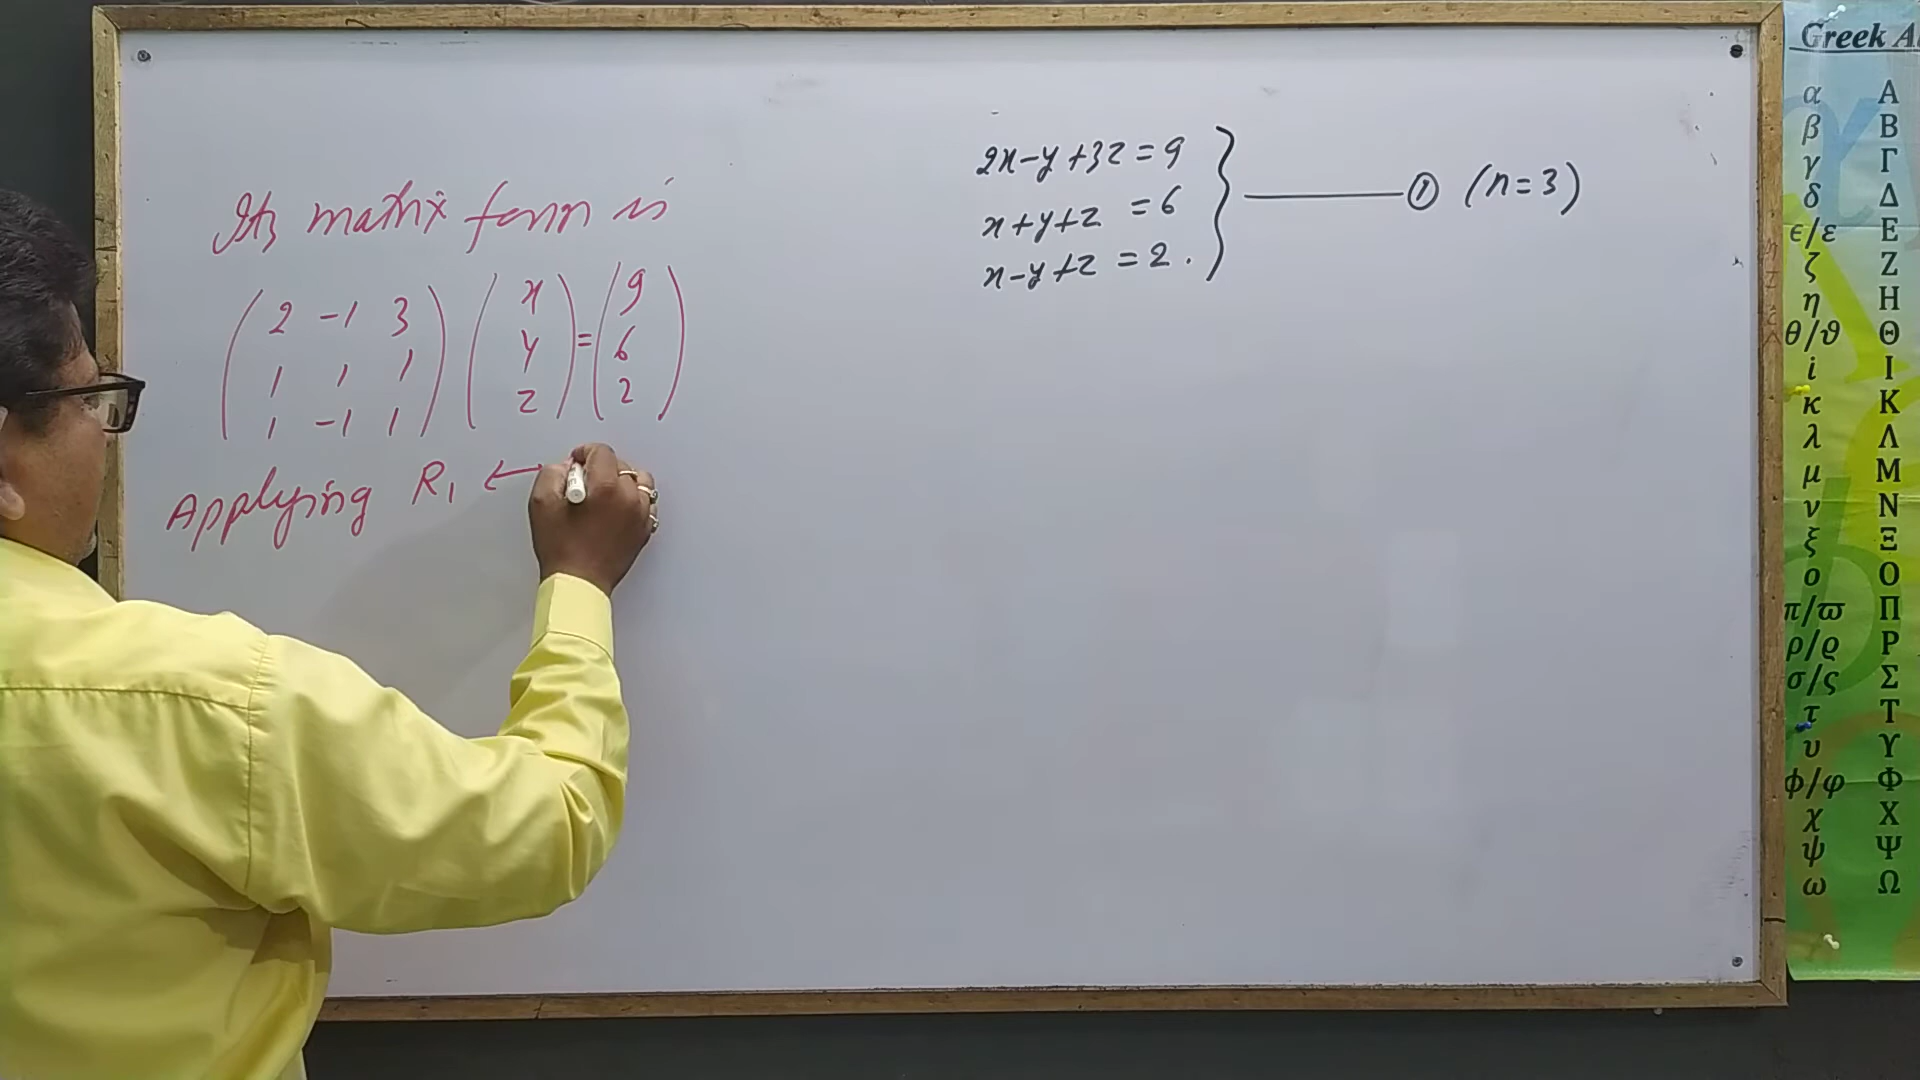 Its matrix form is
( 2 -1 3 ) ( x ) = ( 9 )
( 1 1 1 ) ( y ) ( 6 )
( 1 -1 1 ) ( z ) ( 2 )
Applying R₁ ↔
2x-y+3z=9
x+y+z =6
x-y+z =2.
} ——— ① (n=3)
Greek A
α Α
β Β
γ Γ
δ Δ
ϵ/ε Ε
ζ Ζ
η Η
θ/ϑ Θ
i Ι
κ Κ
λ Λ
μ Μ
ν Ν
ξ Ξ
ο Ο
π/ϖ Π
ρ/ϱ Ρ
σ/ς Σ
τ Τ
υ ϒ
ϕ/φ Φ
χ Χ
ψ Ψ
ω Ω